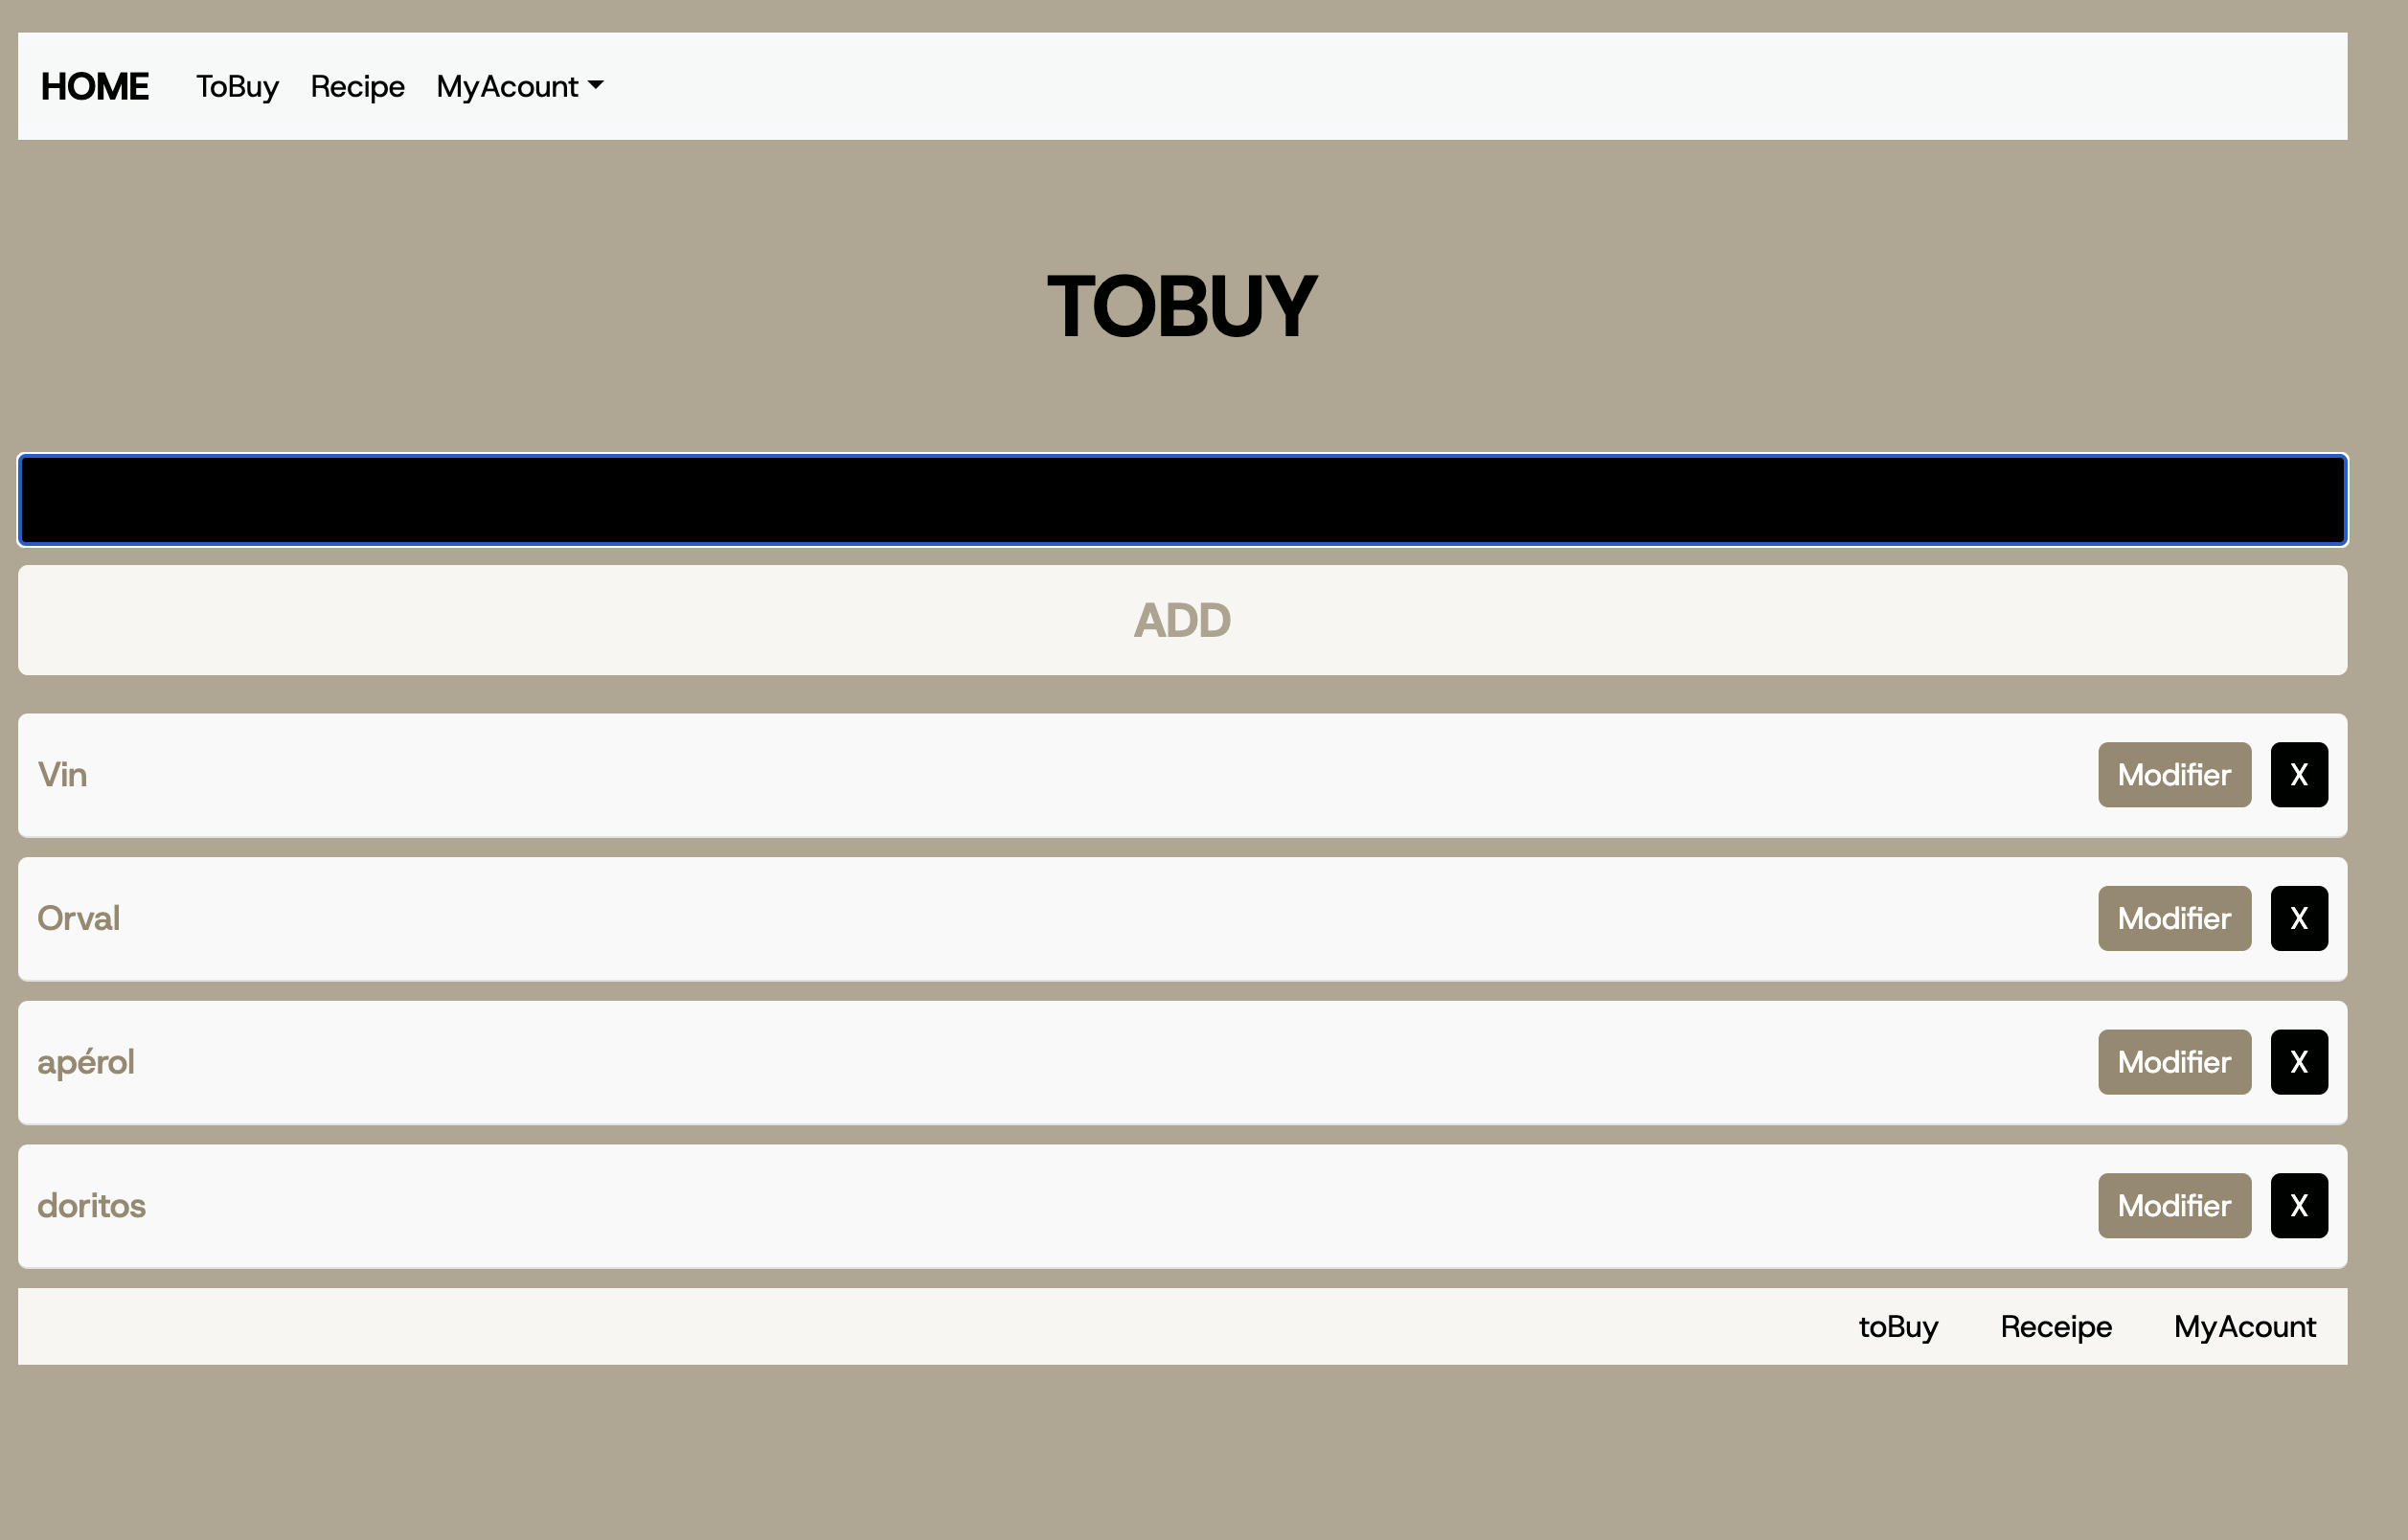 HOME ToBuy Recipe MyAcount
TOBUY
ADD
Vin Modifier X
Orval Modifier X
apérol Modifier X
doritos Modifier X
toBuy Receipe MyAcount